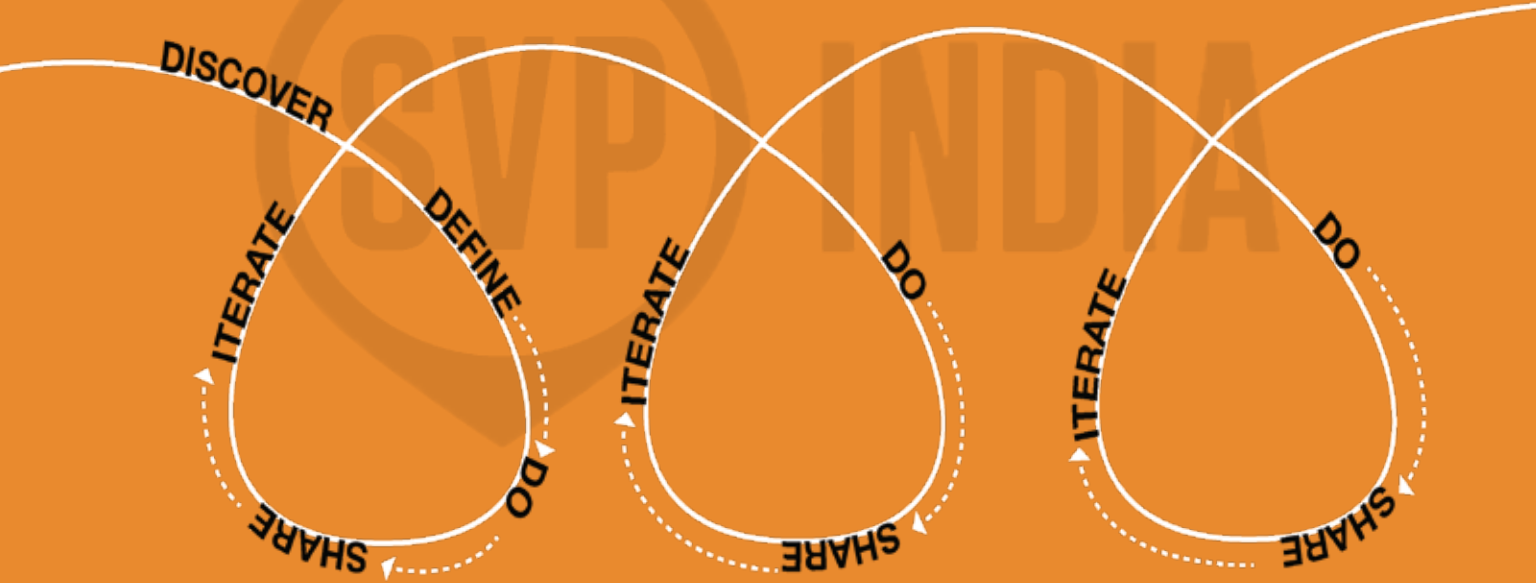 SVP INDIA
DISCOVER
DEFINE
DO
SHARE
ITERATE
DO
SHARE
ITERATE
DO
SHARE
ITERATE